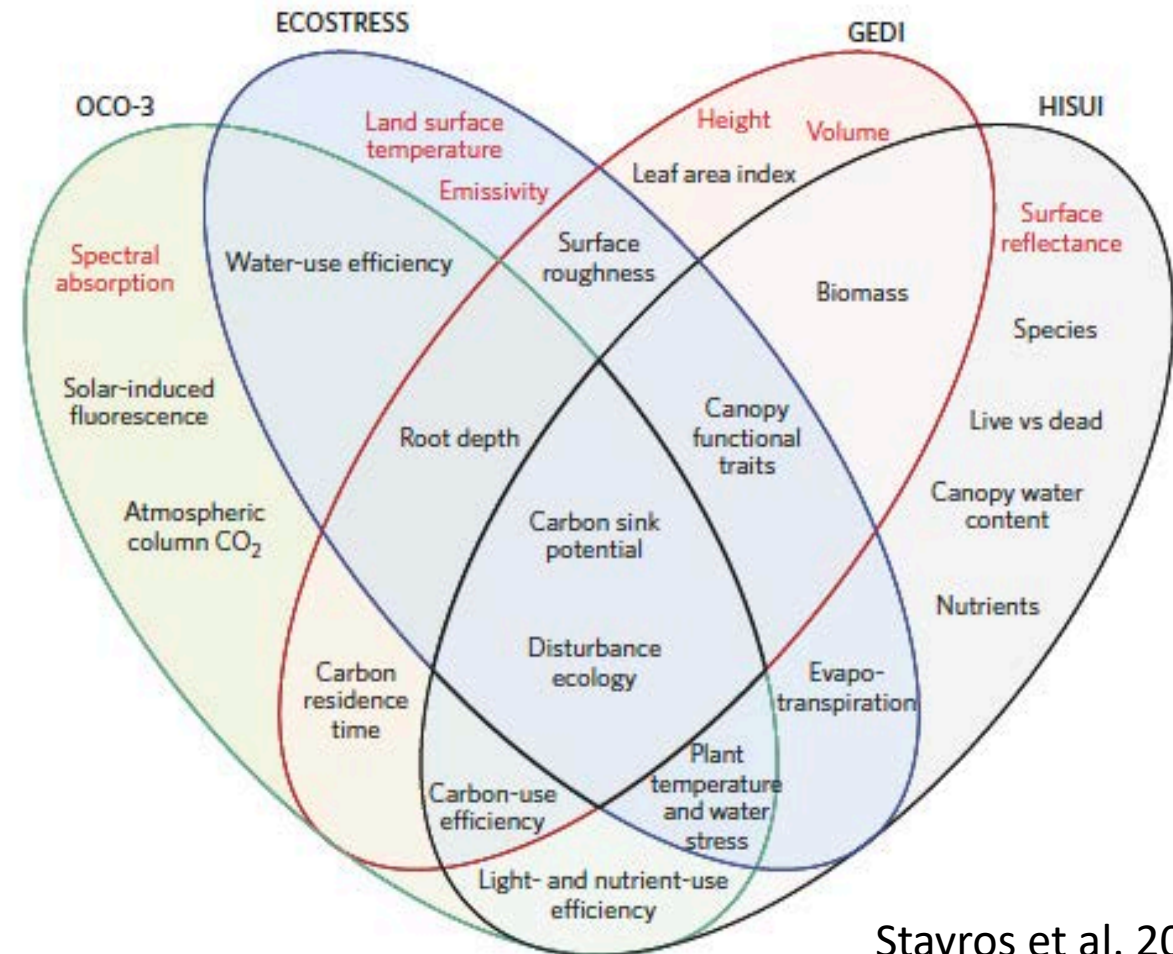 ECOSTRESS
GEDI
OCO-3
HISUI
Land surface
temperature
Emissivity
Height
Volume
Leaf area index
Surface
reflectance
Spectral
absorption
Water-use efficiency
Surface
roughness
Biomass
Species
Solar-induced
fluorescence
Root depth
Canopy
functional
traits
Live vs dead
Atmospheric
column CO₂
Carbon sink
potential
Canopy water
content
Nutrients
Disturbance
ecology
Carbon
residence
time
Evapo-
transpiration
Plant
temperature
and water
stress
Carbon-use
efficiency
Light- and nutrient-use
efficiency
Stavros et al. 20